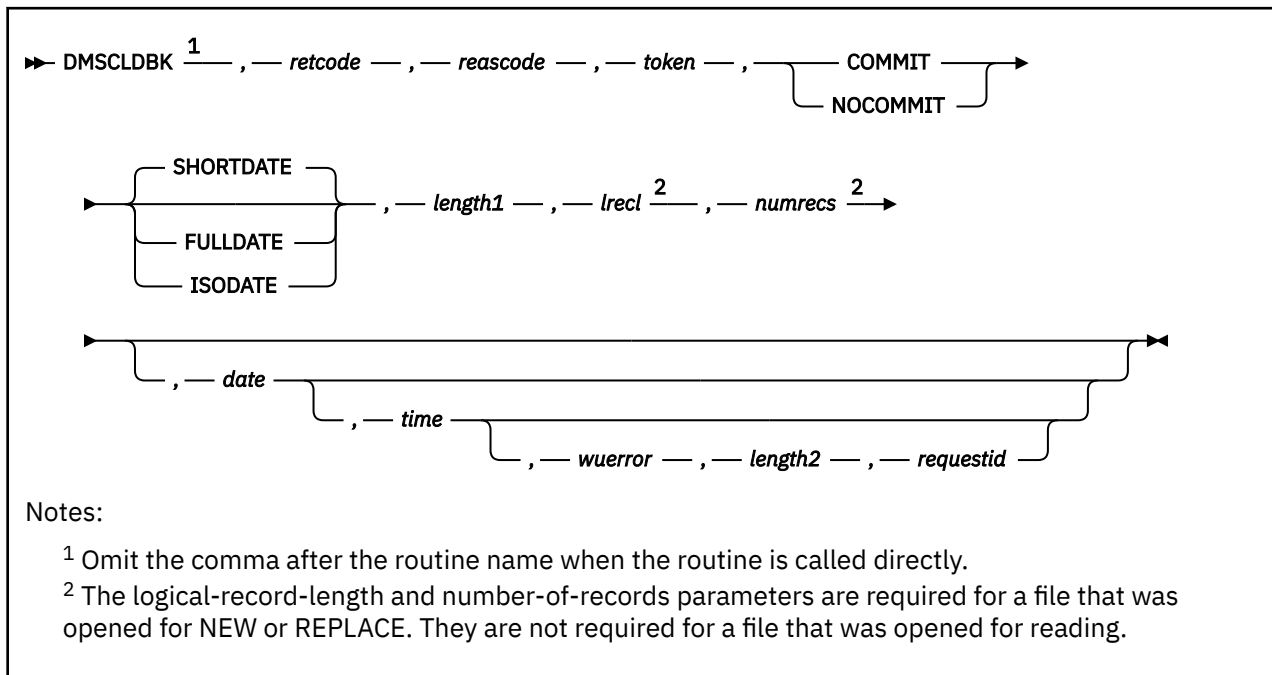 DMSCLDBK 1 , retcode , reascode , token , COMMIT
NOCOMMIT
SHORTDATE
, length1 , lrecl 2 , numrecs 2
FULLDATE
ISODATE
, date
, time
, wuerror , length2 , requestid
Notes:
1 Omit the comma after the routine name when the routine is called directly.
2 The logical-record-length and number-of-records parameters are required for a file that was
opened for NEW or REPLACE. They are not required for a file that was opened for reading.